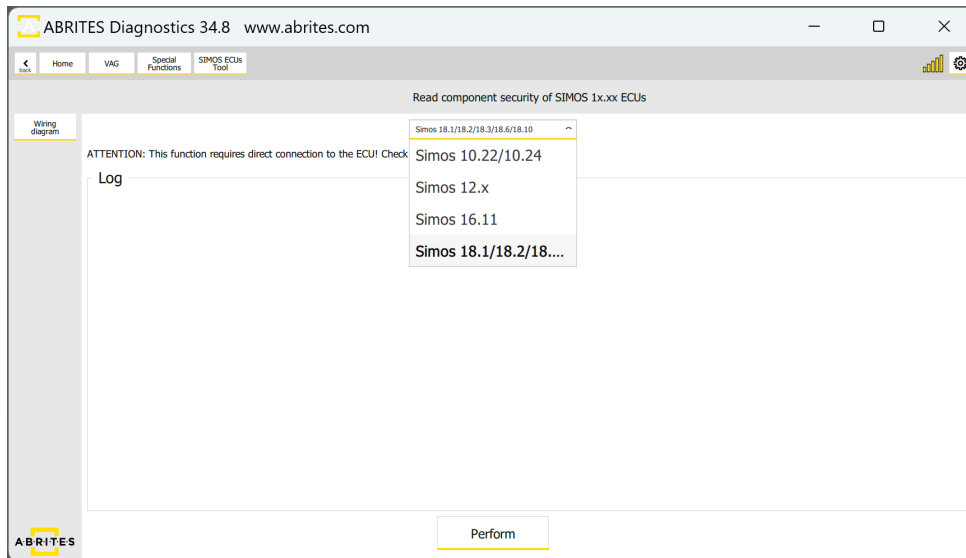 ABRITES Diagnostics 34.8 www.abrites.com
back
Home
VAG
Special
Functions
SIMOS ECUs
Tool
Read component security of SIMOS 1x.xx ECUs
Wiring
diagram
Simos 18.1/18.2/18.3/18.6/18.10
ATTENTION: This function requires direct connection to the ECU! Check
Simos 10.22/10.24
Simos 12.x
Simos 16.11
Simos 18.1/18.2/18....
Log
Perform
A·B·R·I·T·E·S